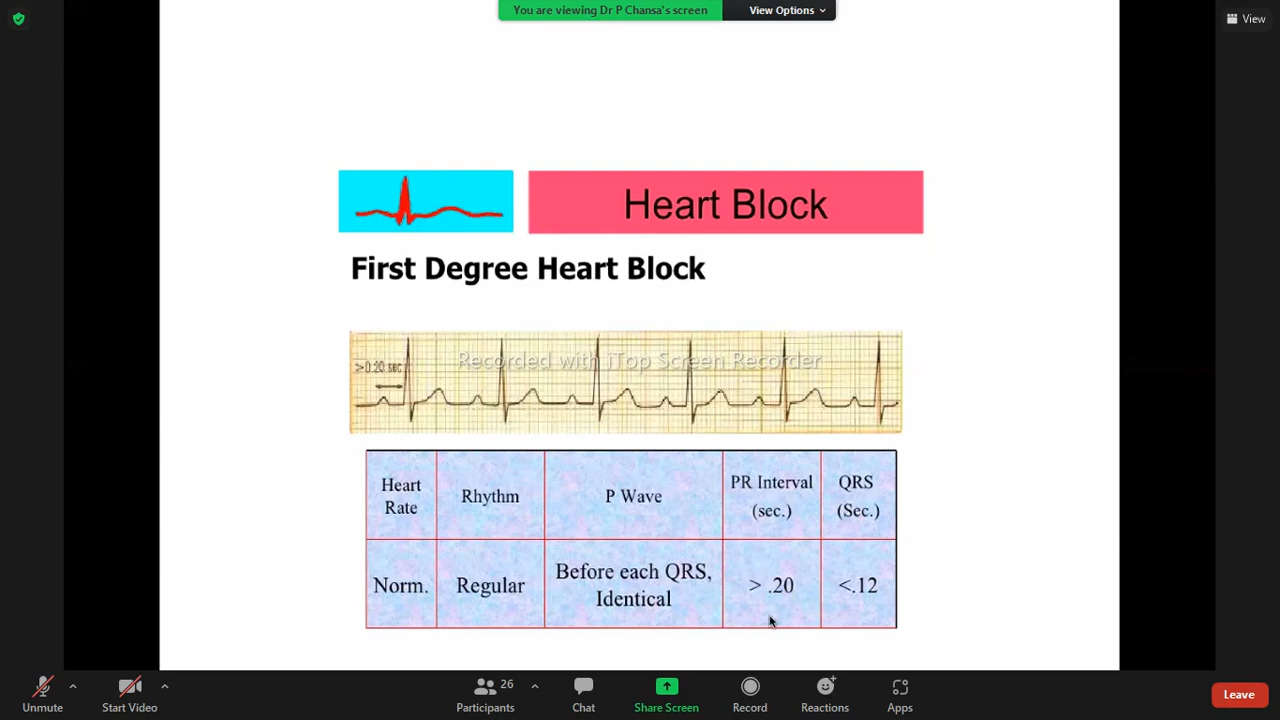 You are viewing Dr P Chansa's screen
View Options
View
Heart Block
First Degree Heart Block
Recorded with iTop Screen Recorder
>0.20 sec
Heart Rate
Rhythm
P Wave
PR Interval (sec.)
QRS (Sec.)
Norm.
Regular
Before each QRS,
Identical
> .20
<.12
Unmute
Start Video
26
Participants
Chat
Share Screen
Record
Reactions
Apps
Leave